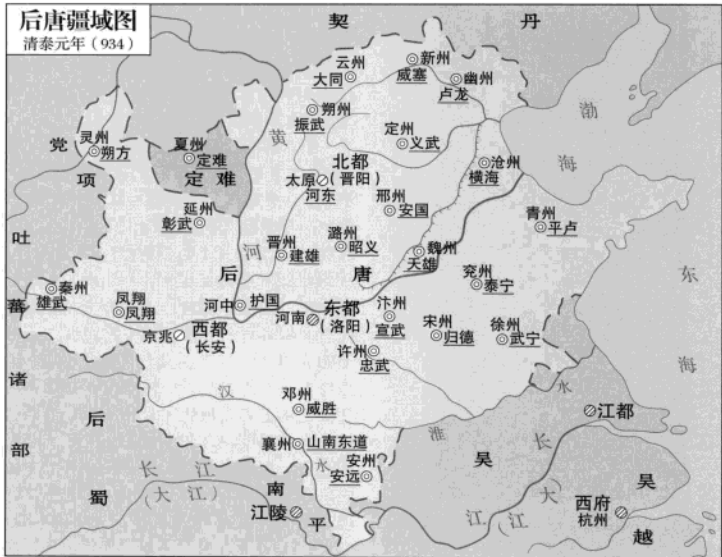 后唐疆域图
清泰元年（934）
契 丹
云州
大同
新州
威塞
幽州
卢龙
渤
海
朔州
振武
黄
河
定州
义武
灵州
朔方
党
项
夏州
定难
定难
北都
（晋阳）
太原
河东
沧州
横海
邢州
安国
延州
彰武
青州
平卢
吐
蕃
诸
部
晋州
建雄
潞州
昭义
魏州
天雄
后 唐
兖州
泰宁
东
海
秦州
雄武
凤翔
凤翔
河中
护国
河南
东都
（洛阳）
汴州
宣武
宋州
归德
徐州
武宁
京兆
西都
（长安）
许州
忠武
汉
水
邓州
威胜
淮
水
江都
后
蜀
襄州
山南东道
安州
安远
吴
长
江
（大江）
长江
（大江）
南
平
江陵
西府
杭州
吴
越